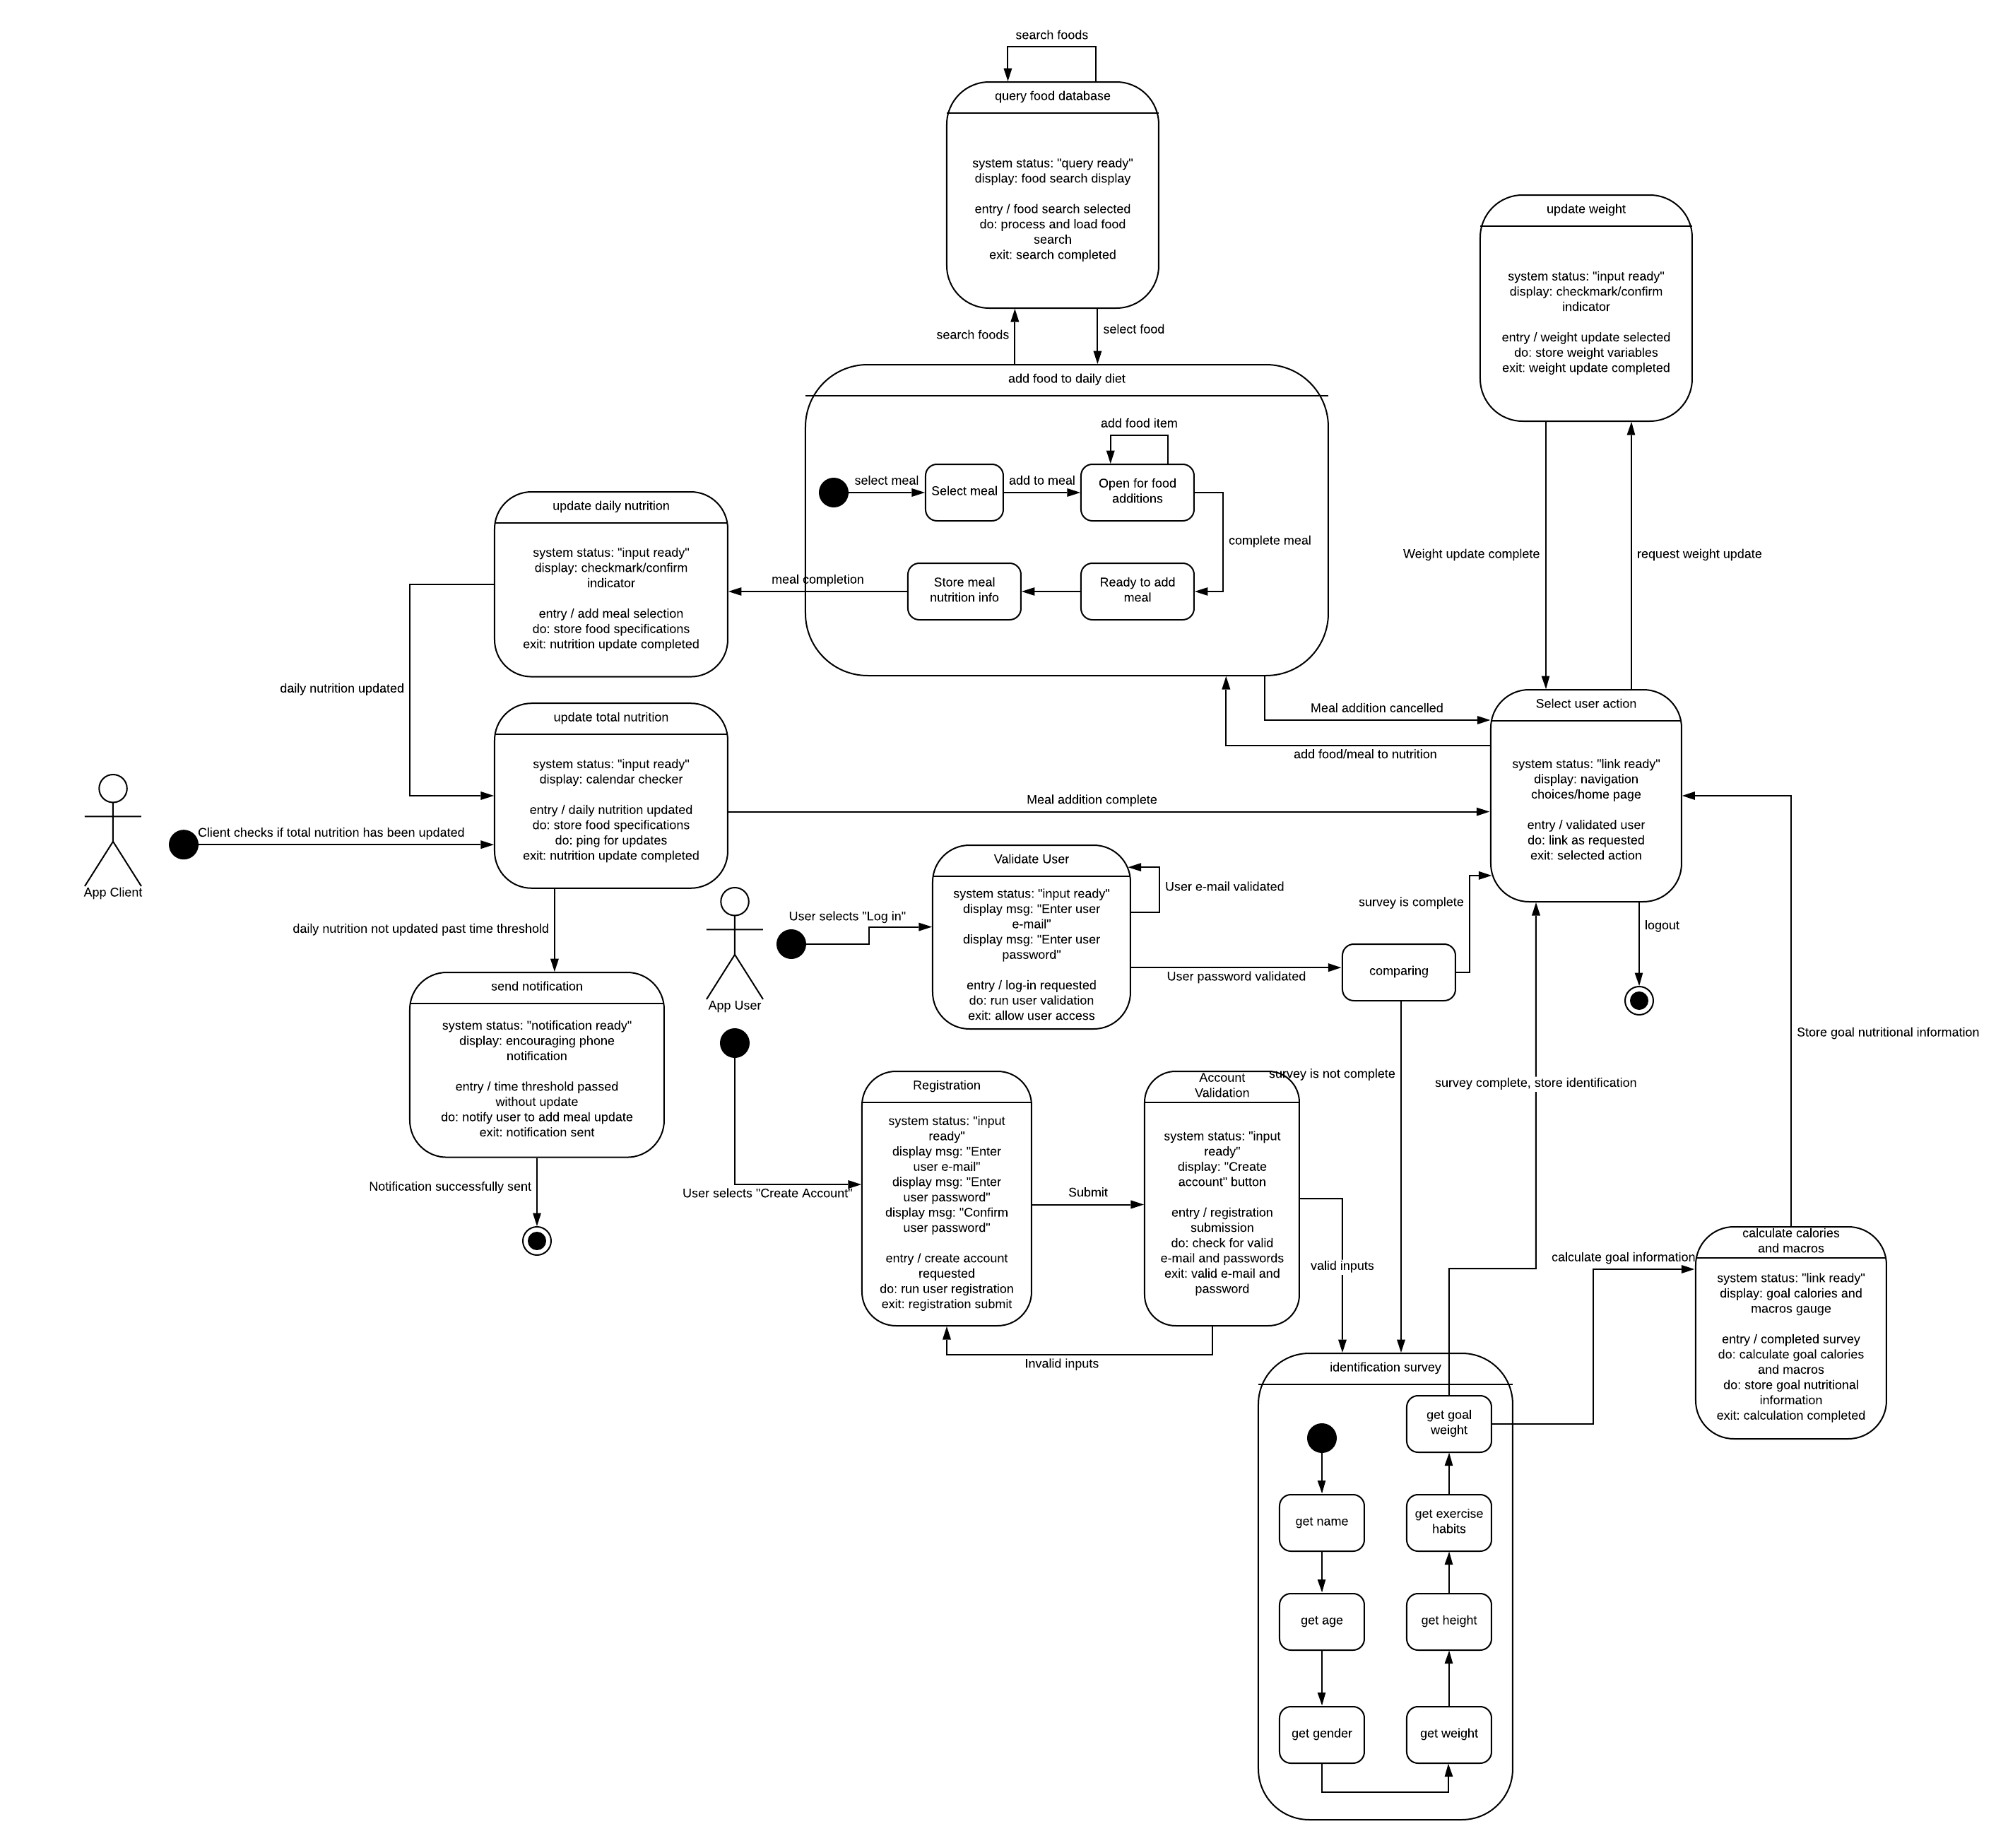 search foods
query food database
system status: "query ready"
display: food search display
entry / food search selected
do: process and load food
search
exit: search completed
search foods
select food
update weight
system status: "input ready"
display: checkmark/confirm
indicator
entry / weight update selected
do: store weight variables
exit: weight update completed
Weight update complete
request weight update
add food to daily diet
add food item
select meal
Select meal
add to meal
Open for food
additions
complete meal
Ready to add
meal
Store meal
nutrition info
meal completion
update daily nutrition
system status: "input ready"
display: checkmark/confirm
indicator
entry / add meal selection
do: store food specifications
exit: nutrition update completed
daily nutrition updated
update total nutrition
system status: "input ready"
display: calendar checker
entry / daily nutrition updated
do: store food specifications
do: ping for updates
exit: nutrition update completed
Meal addition cancelled
add food/meal to nutrition
Meal addition complete
Select user action
system status: "link ready"
display: navigation
choices/home page
entry / validated user
do: link as requested
exit: selected action
logout
App Client
Client checks if total nutrition has been updated
daily nutrition not updated past time threshold
send notification
system status: "notification ready"
display: encouraging phone
notification
entry / time threshold passed
without update
do: notify user to add meal update
exit: notification sent
Notification successfully sent
App User
User selects "Log in"
Validate User
system status: "input ready"
display msg: "Enter user
e-mail"
display msg: "Enter user
password"
entry / log-in requested
do: run user validation
exit: allow user access
User e-mail validated
User password validated
comparing
survey is complete
survey is not complete
User selects "Create Account"
Registration
system status: "input
ready"
display msg: "Enter
user e-mail"
display msg: "Enter
user password"
display msg: "Confirm
user password"
entry / create account
requested
do: run user registration
exit: registration submit
Submit
Account
Validation
system status: "input
ready"
display: "Create
account" button
entry / registration
submission
do: check for valid
e-mail and passwords
exit: valid e-mail and
password
Invalid inputs
valid inputs
survey complete, store identification
Store goal nutritional information
calculate goal information
calculate calories
and macros
system status: "link ready"
display: goal calories and
macros gauge
entry / completed survey
do: calculate goal calories
and macros
do: store goal nutritional
information
exit: calculation completed
identification survey
get name
get age
get gender
get weight
get height
get exercise
habits
get goal
weight